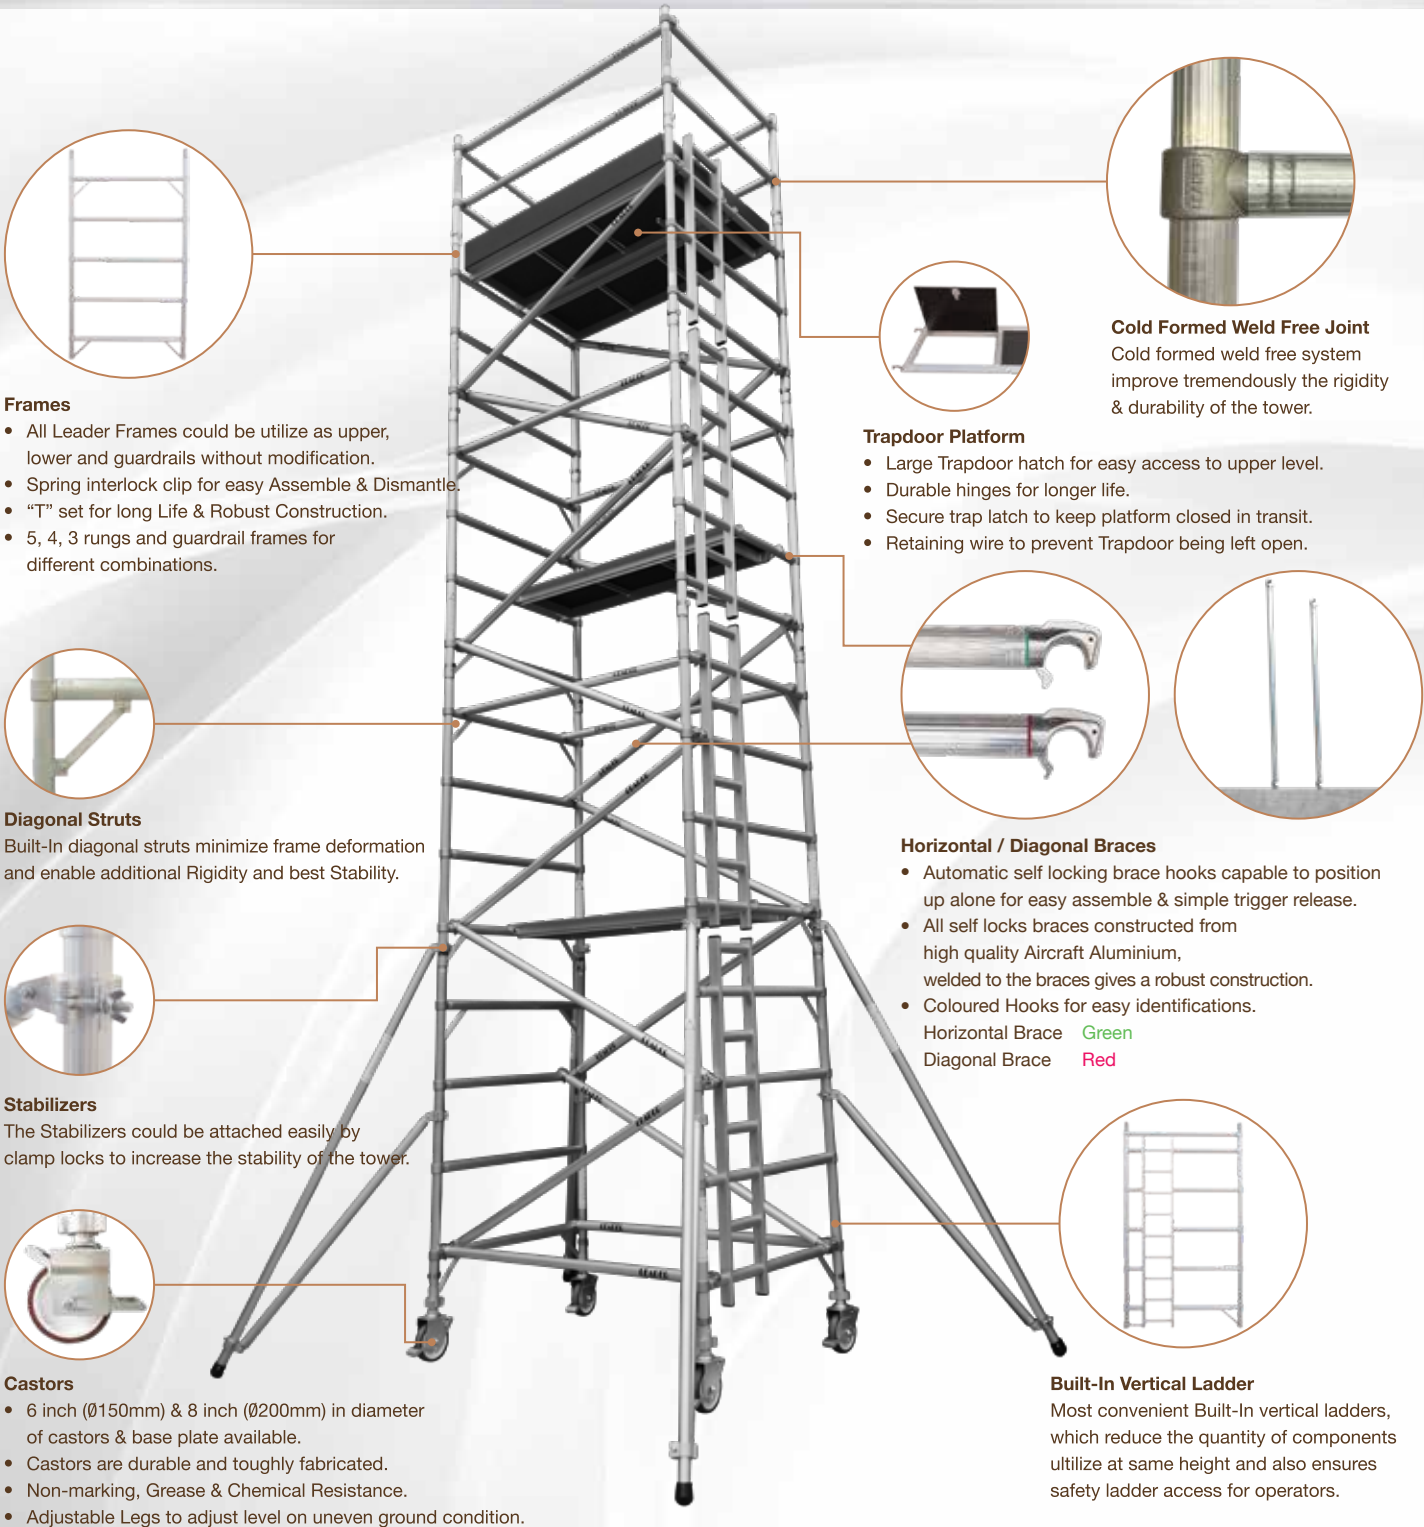 Cold Formed Weld Free Joint
Cold formed weld free system
improve tremendously the rigidity
& durability of the tower.
Frames
• All Leader Frames could be utilize as upper,
lower and guardrails without modification.
• Spring interlock clip for easy Assemble & Dismantle.
• “T” set for long Life & Robust Construction.
• 5, 4, 3 rungs and guardrail frames for
different combinations.
Trapdoor Platform
• Large Trapdoor hatch for easy access to upper level.
• Durable hinges for longer life.
• Secure trap latch to keep platform closed in transit.
• Retaining wire to prevent Trapdoor being left open.
Diagonal Struts
Built-In diagonal struts minimize frame deformation
and enable additional Rigidity and best Stability.
Horizontal / Diagonal Braces
• Automatic self locking brace hooks capable to position
up alone for easy assemble & simple trigger release.
• All self locks braces constructed from
high quality Aircraft Aluminium,
welded to the braces gives a robust construction.
• Coloured Hooks for easy identifications.
Horizontal Brace Green
Diagonal Brace Red
Stabilizers
The Stabilizers could be attached easily by
clamp locks to increase the stability of the tower.
Castors
• 6 inch (Ø150mm) & 8 inch (Ø200mm) in diameter
of castors & base plate available.
• Castors are durable and toughly fabricated.
• Non-marking, Grease & Chemical Resistance.
• Adjustable Legs to adjust level on uneven ground condition.
Built-In Vertical Ladder
Most convenient Built-In vertical ladders,
which reduce the quantity of components
ultilize at same height and also ensures
safety ladder access for operators.